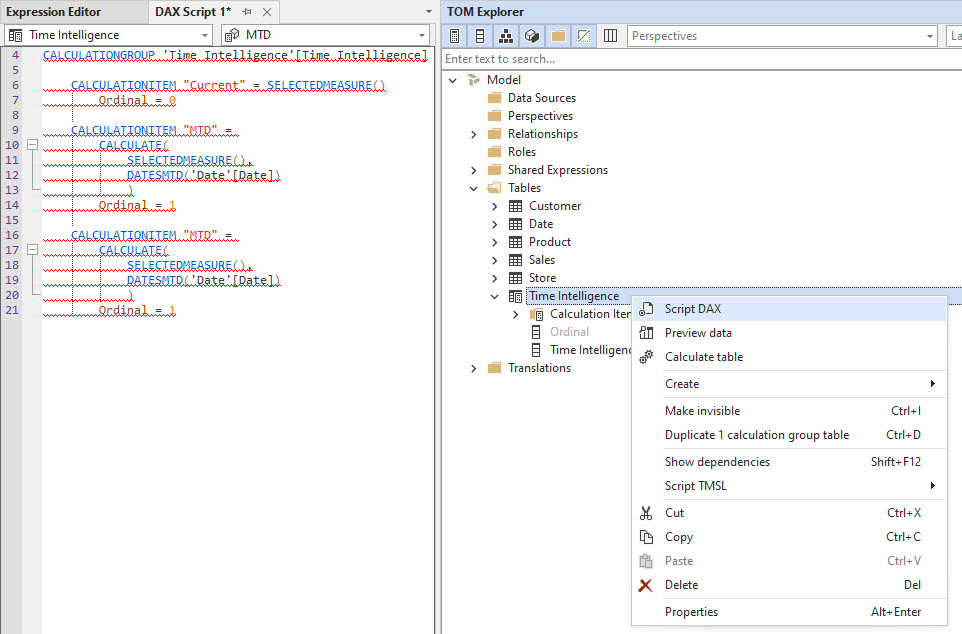 Expression Editor
DAX Script 1*
Time Intelligence
MTD
4 CALCULATIONGROUP 'Time Intelligence'[Time Intelligence]
5
6 CALCULATIONITEM "Current" = SELECTEDMEASURE()
7 Ordinal = 0
8
9 CALCULATIONITEM "MTD" =
10 CALCULATE(
11 SELECTEDMEASURE(),
12 DATESMTD('Date'[Date])
13 )
14 Ordinal = 1
15
16 CALCULATIONITEM "MTD" =
17 CALCULATE(
18 SELECTEDMEASURE(),
19 DATESMTD('Date'[Date])
20 )
21 Ordinal = 1
TOM Explorer
Perspectives
La
Enter text to search...
Model
Data Sources
Perspectives
Relationships
Roles
Shared Expressions
Tables
Customer
Date
Product
Sales
Store
Time Intelligence
Calculation Iter
Ordinal
Time Intelligenc
Translations
Script DAX
Preview data
Calculate table
Create
Make invisible Ctrl+I
Duplicate 1 calculation group table Ctrl+D
Show dependencies Shift+F12
Script TMSL
Cut Ctrl+X
Copy Ctrl+C
Paste Ctrl+V
Delete Del
Properties Alt+Enter